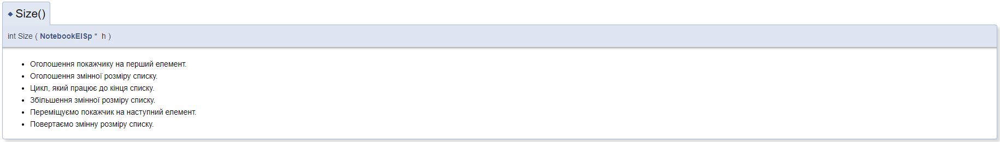 ◆ Size()
int Size ( NotebookElSp * h )
• Оголошення покажчику на перший елемент.
• Оголошення змінної розміру списку.
• Цикл, який працює до кінця списку.
• Збільшення змінної розміру списку.
• Переміщуємо покажчик на наступний елемент.
• Повертаємо змінну розміру списку.